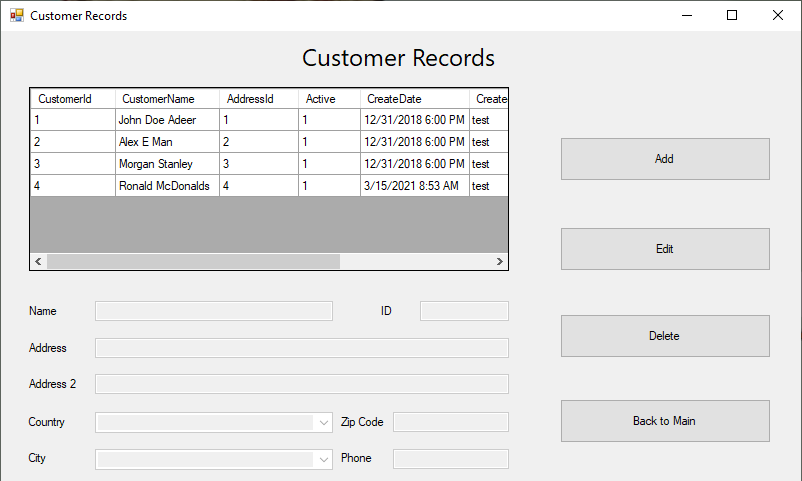 Customer Records
Customer Records
CustomerId CustomerName AddressId Active CreateDate Create
1 John Doe Adeer 1 1 12/31/2018 6:00 PM test
2 Alex E Man 2 1 12/31/2018 6:00 PM test
3 Morgan Stanley 3 1 12/31/2018 6:00 PM test
4 Ronald McDonalds 4 1 3/15/2021 8:53 AM test
Add
Edit
Delete
Back to Main
Name ID
Address
Address 2
Country Zip Code
City Phone